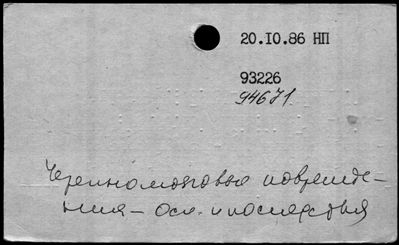 20.10.86 НП
93226
94671
Черепномозговые поврежде-
ния - осл. и последствия